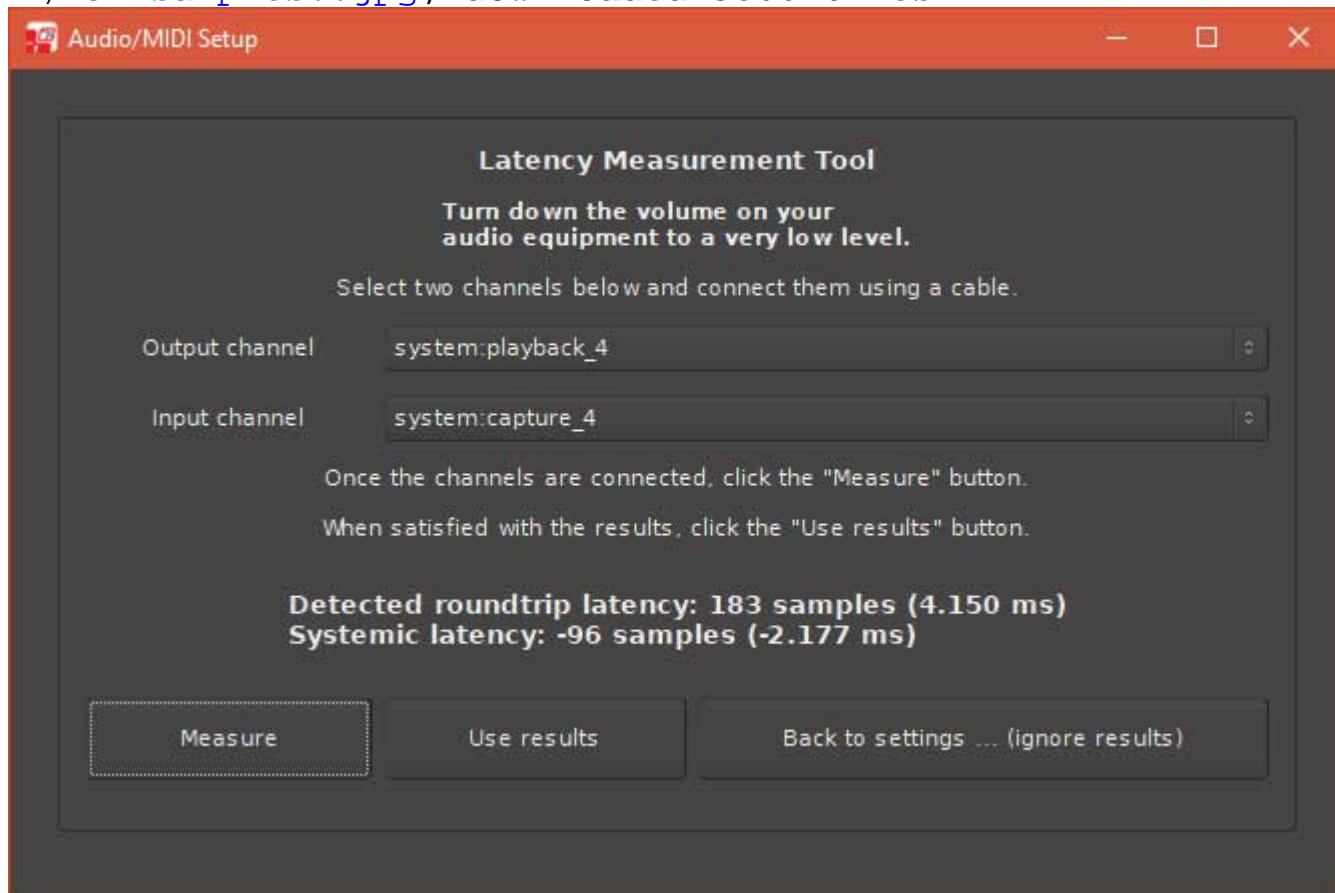 Audio/MIDI Setup
Latency Measurement Tool
Turn down the volume on your
audio equipment to a very low level.
Select two channels below and connect them using a cable.
Output channel system:playback_4
Input channel system:capture_4
Once the channels are connected, click the "Measure" button.
When satisfied with the results, click the "Use results" button.
Detected roundtrip latency: 183 samples (4.150 ms)
Systemic latency: -96 samples (-2.177 ms)
Measure Use results Back to settings ... (ignore results)